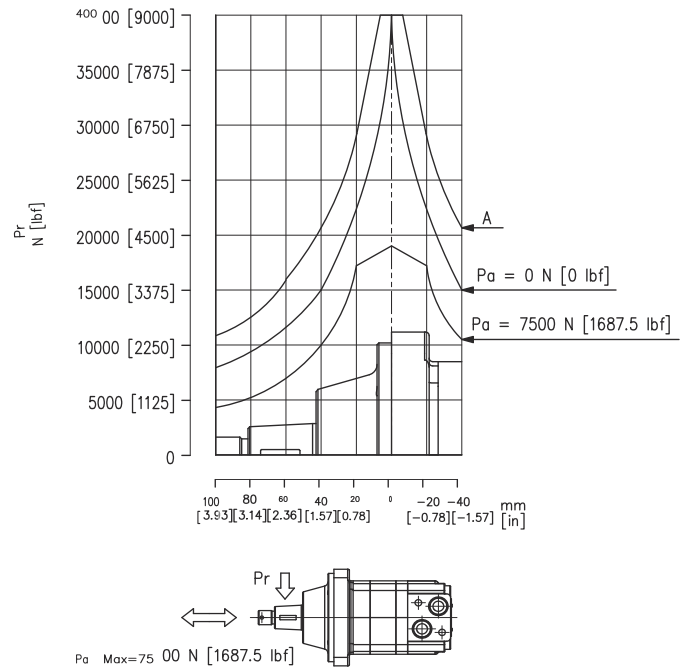 400 00 [9000]
35000 [7875]
30000 [6750]
25000 [5625]
20000 [4500]
15000 [3375]
10000 [2250]
5000 [1125]
0
Pr
N [lbf]
A
Pa = 0 N [0 lbf]
Pa = 7500 N [1687.5 lbf]
100 80 60 40 20 0 -20 -40 mm
[3.93][3.14][2.36] [1.57][0.78] [-0.78][-1.57] [in]
Pr
Pa Max=75 00 N [1687.5 lbf]